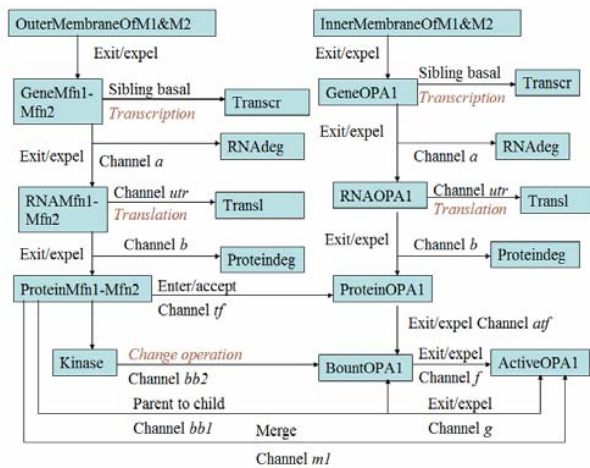 OuterMembraneOfM1&M2
InnerMembraneOfM1&M2
Exit/expel
Exit/expel
GeneMfn1-
Mfn2
Sibling basal
Transcription
Transcr
GeneOPA1
Sibling basal
Transcription
Transcr
Exit/expel
Channel a
RNAdeg
Exit/expel
Channel a
RNAdeg
RNAMfn1-
Mfn2
Channel utr
Translation
Transl
RNAOPA1
Channel utr
Translation
Transl
Exit/expel
Channel b
Proteindeg
Exit/expel
Channel b
Proteindeg
ProteinMfn1-Mfn2
Enter/accept
Channel tf
ProteinOPA1
Exit/expel Channel atf
Kinase
Change operation
Channel bb2
BountOPA1
Exit/expel
Channel f
ActiveOPA1
Parent to child
Channel bb1
Exit/expel
Channel g
Merge
Channel m1